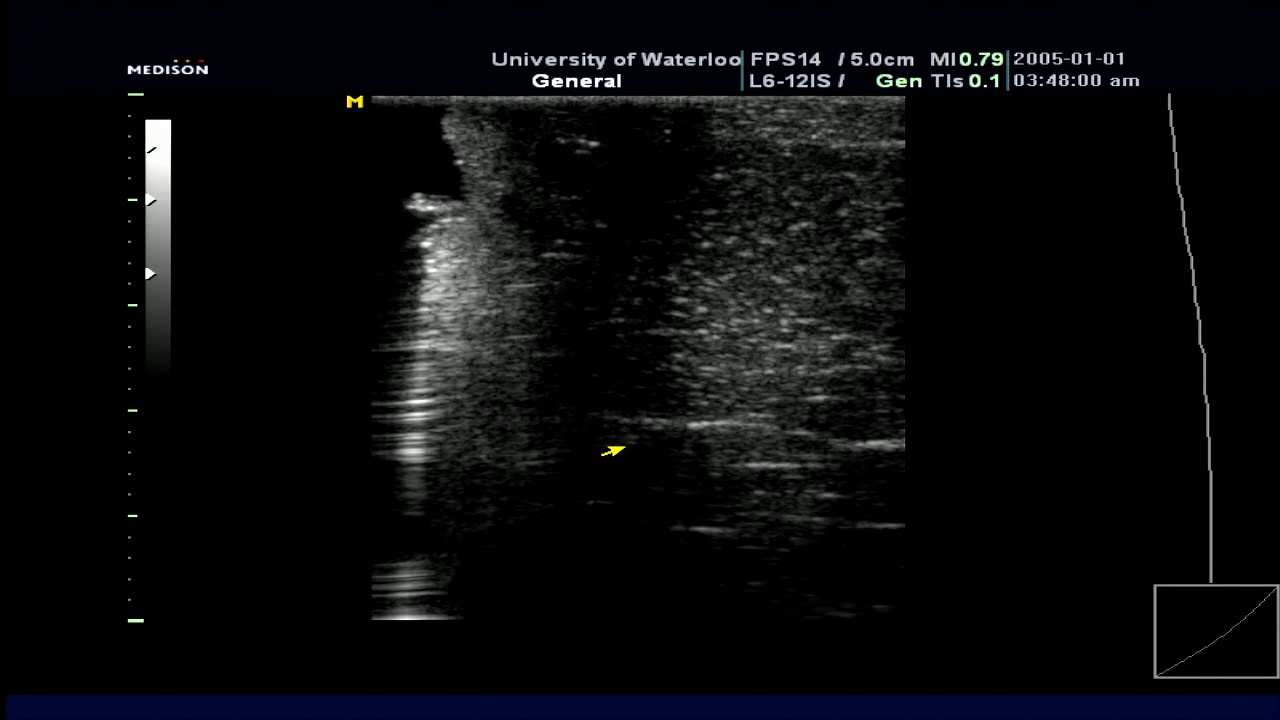 MEDISON
University of Waterloo FPS14 / 5.0cm MI0.79 2005-01-01
General L6-12IS / Gen TIs 0.1 03:48:00 am
M